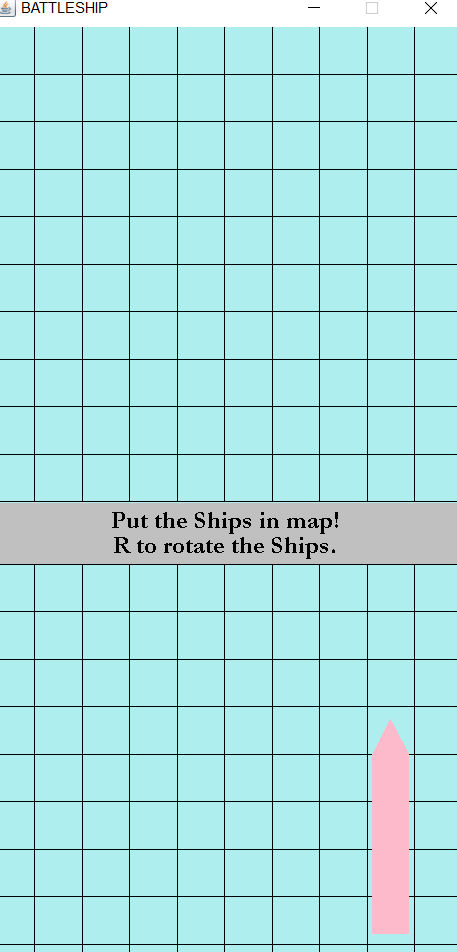 BATTLESHIP
Put the Ships in map!
R to rotate the Ships.